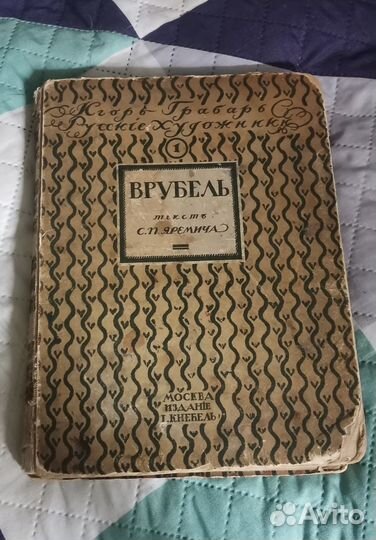 Игорь Грабарь
Русскіе Художники
1
ВРУБЕЛЬ
текстъ
С.П. ЯРЕМИЧА
МОСКВА
ИЗДАНІЕ
І. КНЕБЕЛЬ
Avito